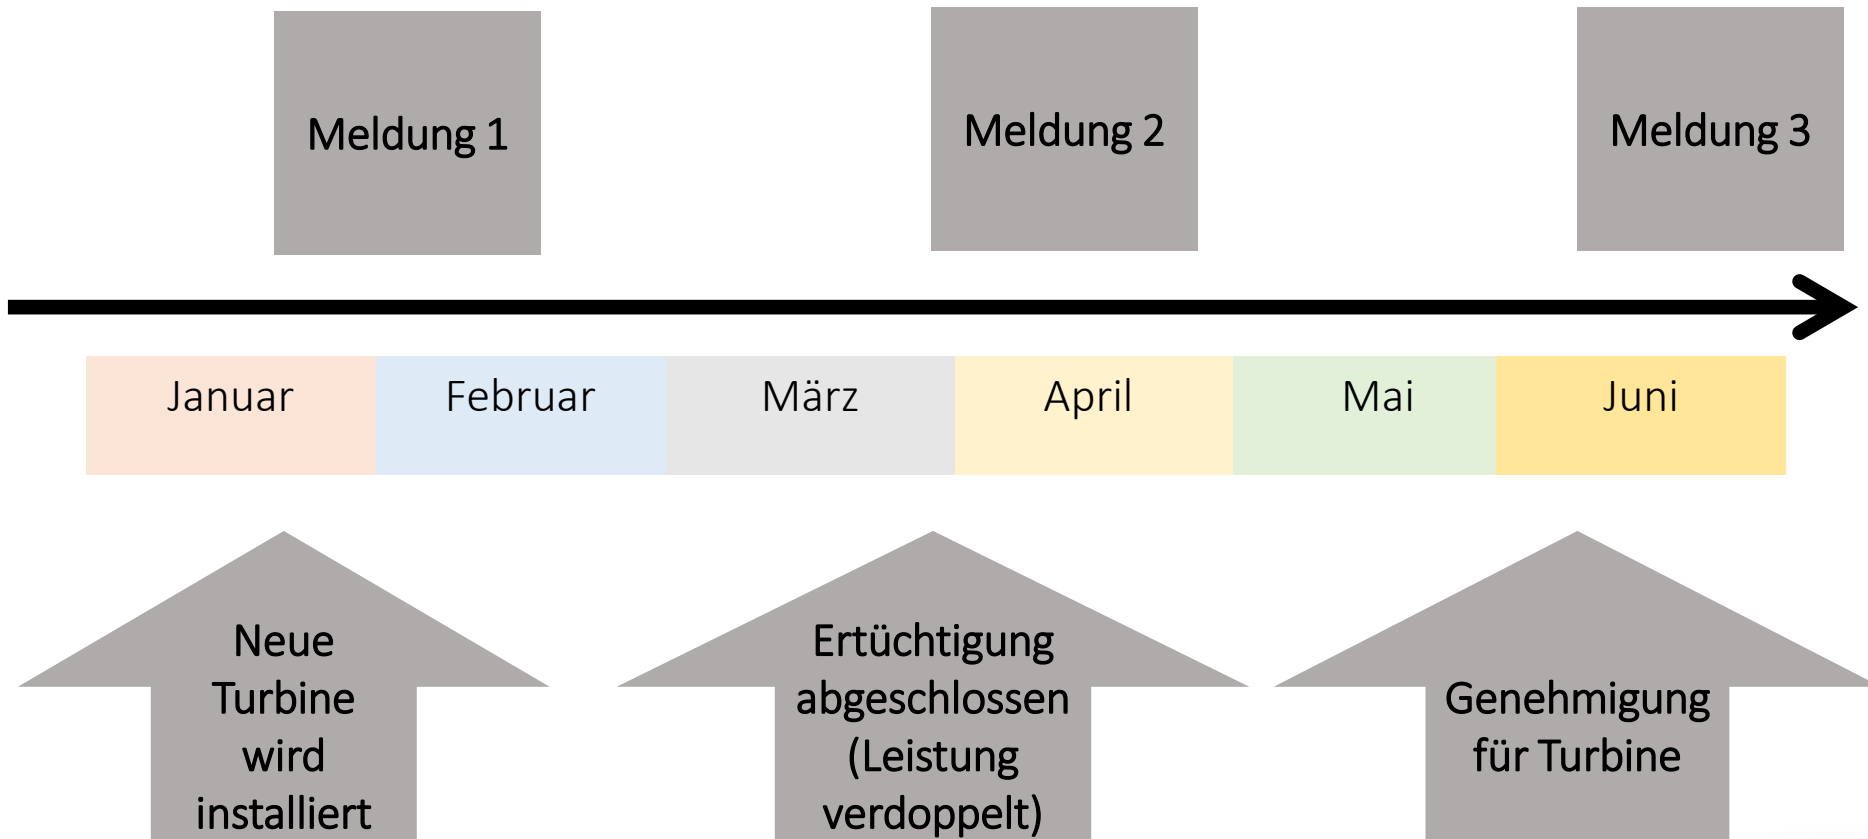 Meldung 1
Meldung 2
Meldung 3
Januar
Februar
März
April
Mai
Juni
Neue
Turbine
wird
installiert
Ertüchtigung
abgeschlossen
(Leistung
verdoppelt)
Genehmigung
für Turbine